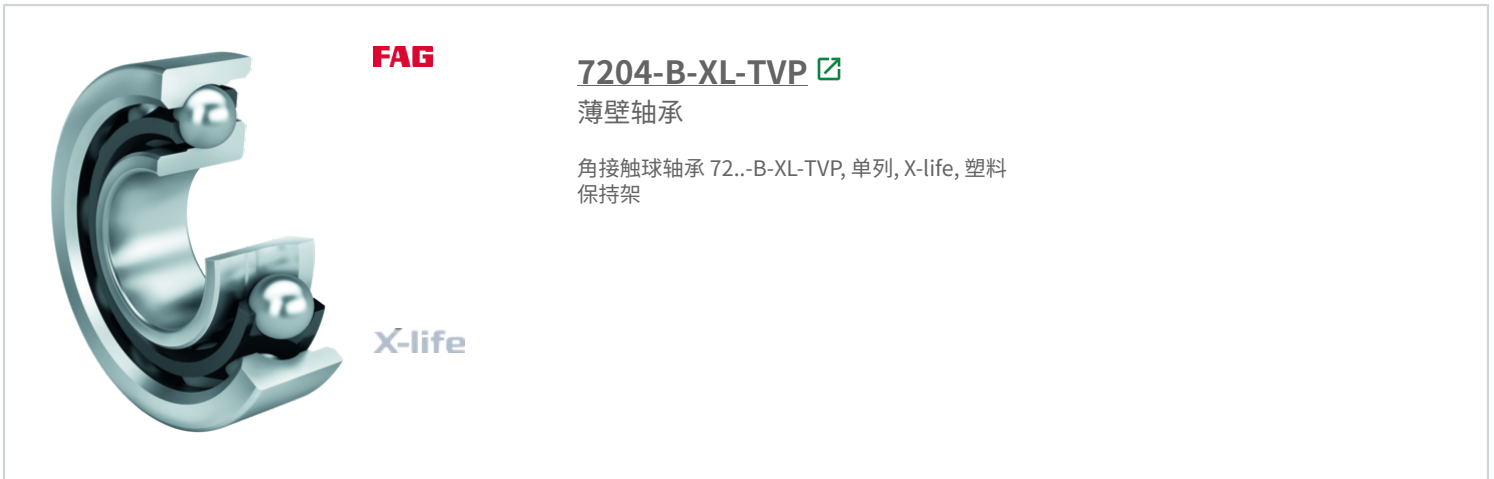 FAG
7204-B-XL-TVP
薄壁轴承
角接触球轴承 72..-B-XL-TVP, 单列, X-life, 塑料
保持架
X-life